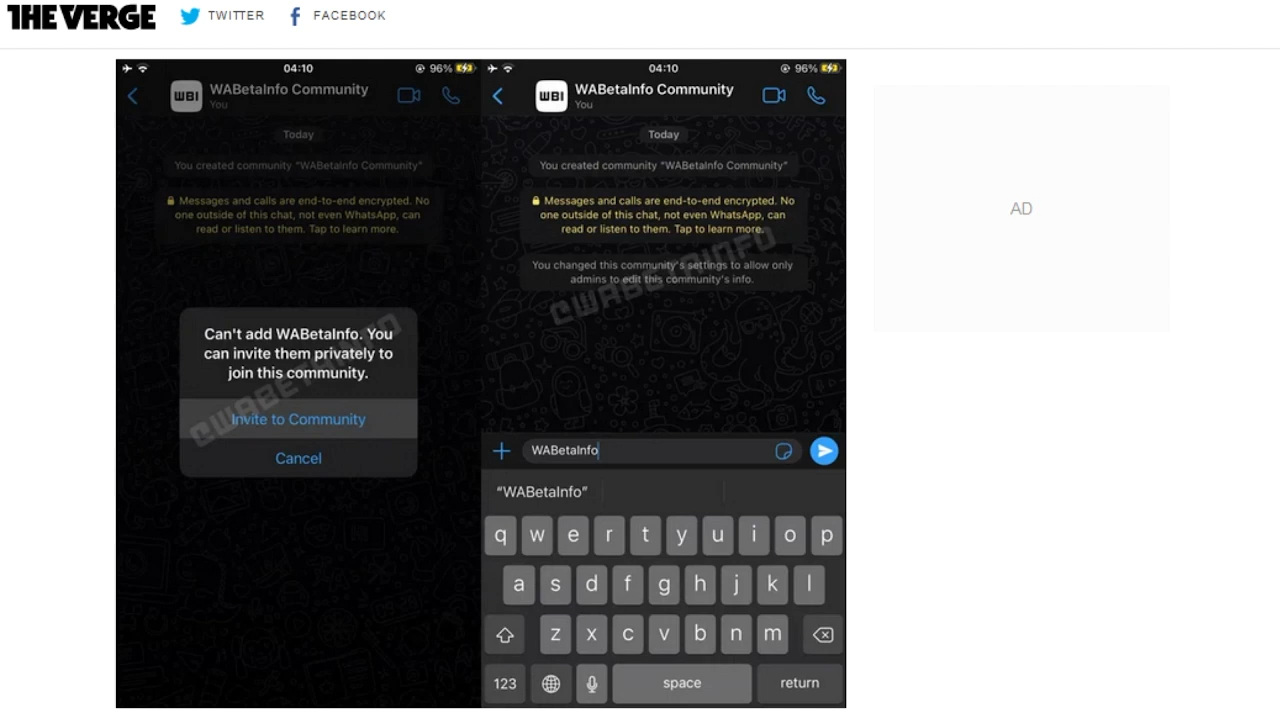 THE VERGE
TWITTER
FACEBOOK
04:10
96%
WABetaInfo Community
You
WBI
Today
You created community “WABetaInfo Community”
Messages and calls are end-to-end encrypted. No
one outside of this chat, not even WhatsApp, can
read or listen to them. Tap to learn more.
Can't add WABetaInfo. You
can invite them privately to
join this community.
Invite to Community
Cancel
@WABETAINFO
04:10
96%
WABetaInfo Community
You
WBI
Today
You created community “WABetaInfo Community”
Messages and calls are end-to-end encrypted. No
one outside of this chat, not even WhatsApp, can
read or listen to them. Tap to learn more.
You changed this community's settings to allow only
admins to edit this community's info.
@WABETAINFO
WABetaInfo
“WABetaInfo”
q w e r t y u i o p
a s d f g h j k l
z x c v b n m
123 space return
AD